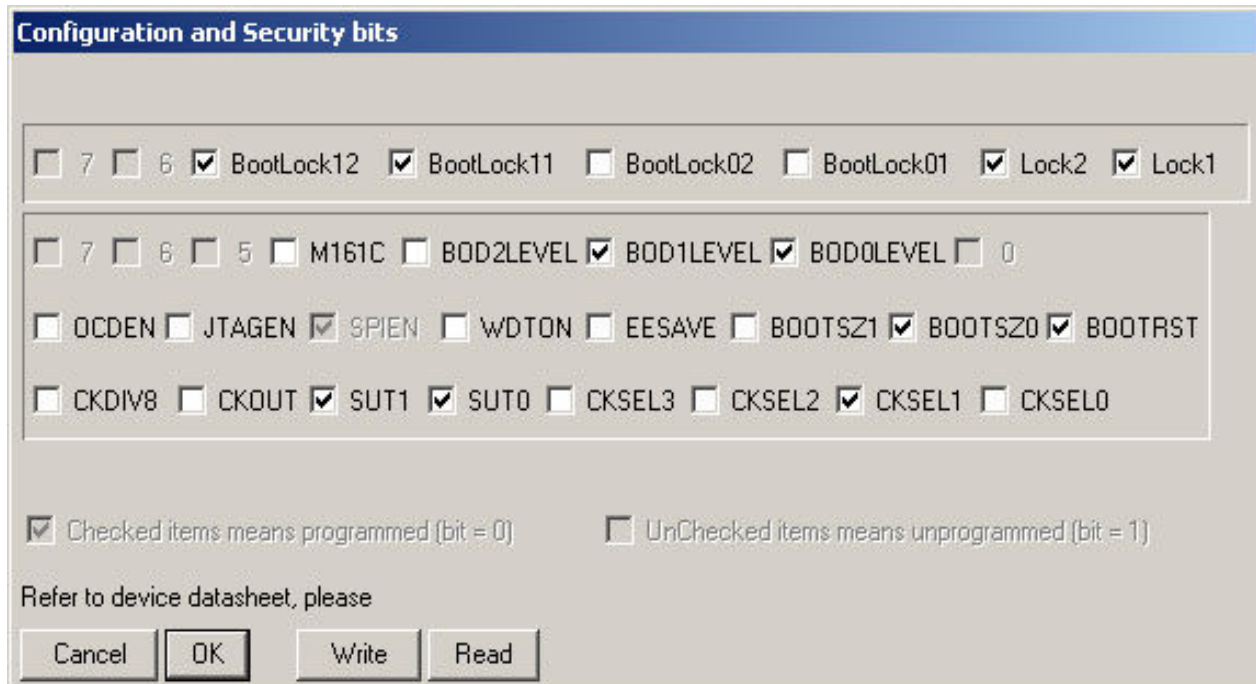 Configuration and Security bits
7 6 BootLock12 BootLock11 BootLock02 BootLock01 Lock2 Lock1
7 6 5 M161C BOD2LEVEL BOD1LEVEL BOD0LEVEL 0
OCDEN JTAGEN SPIEN WDTON EESAVE BOOTSZ1 BOOTSZ0 BOOTRST
CKDIV8 CKOUT SUT1 SUT0 CKSEL3 CKSEL2 CKSEL1 CKSEL0
Checked items means programmed (bit = 0) UnChecked items means unprogrammed (bit = 1)
Refer to device datasheet, please
Cancel OK Write Read